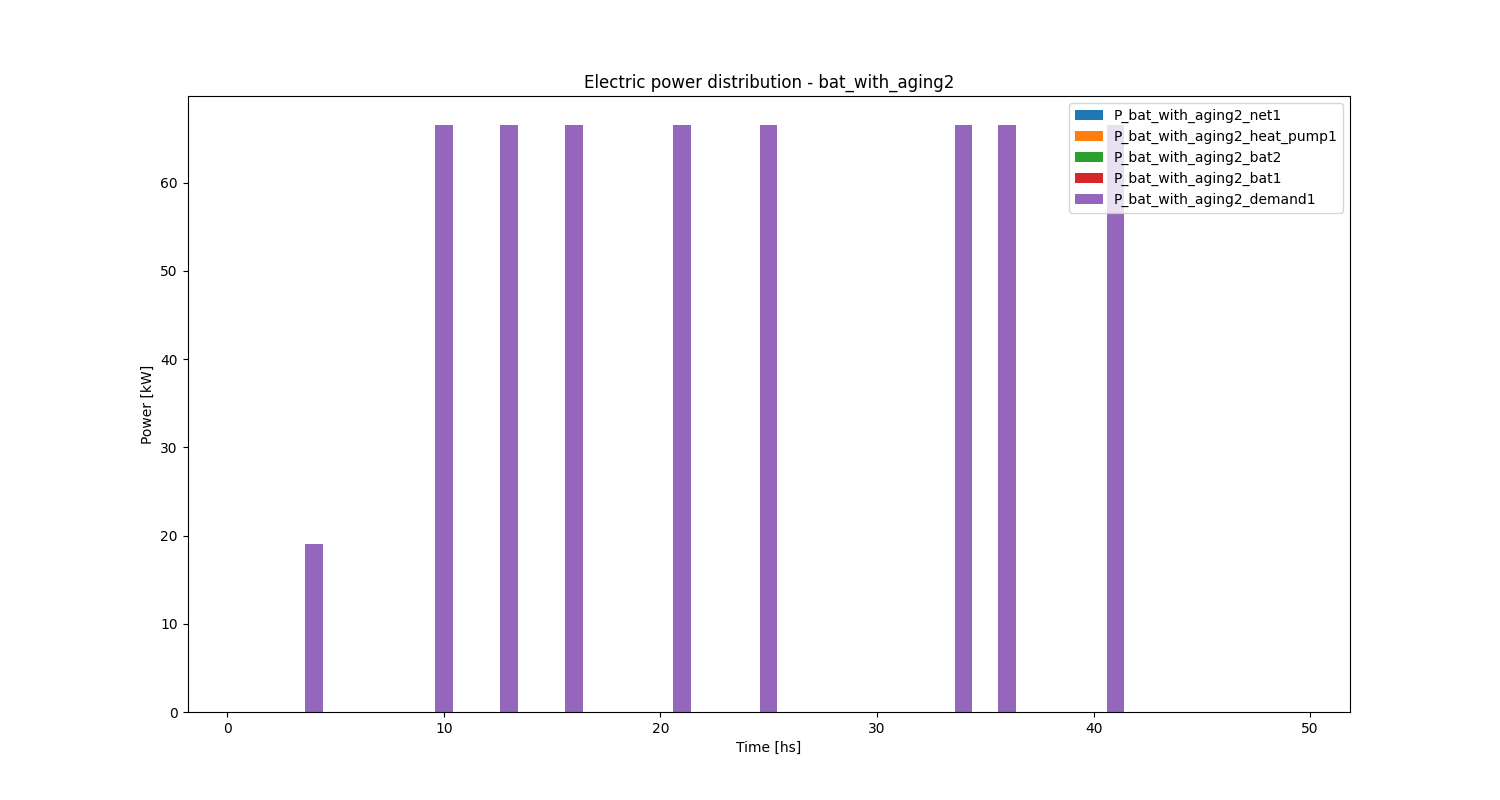 Electric power distribution - bat_with_aging2
P_bat_with_aging2_net1
P_bat_with_aging2_heat_pump1
P_bat_with_aging2_bat2
P_bat_with_aging2_bat1
P_bat_with_aging2_demand1
Power [kW]
60
50
40
30
20
10
0
0 10 20 30 40 50
Time [hs]